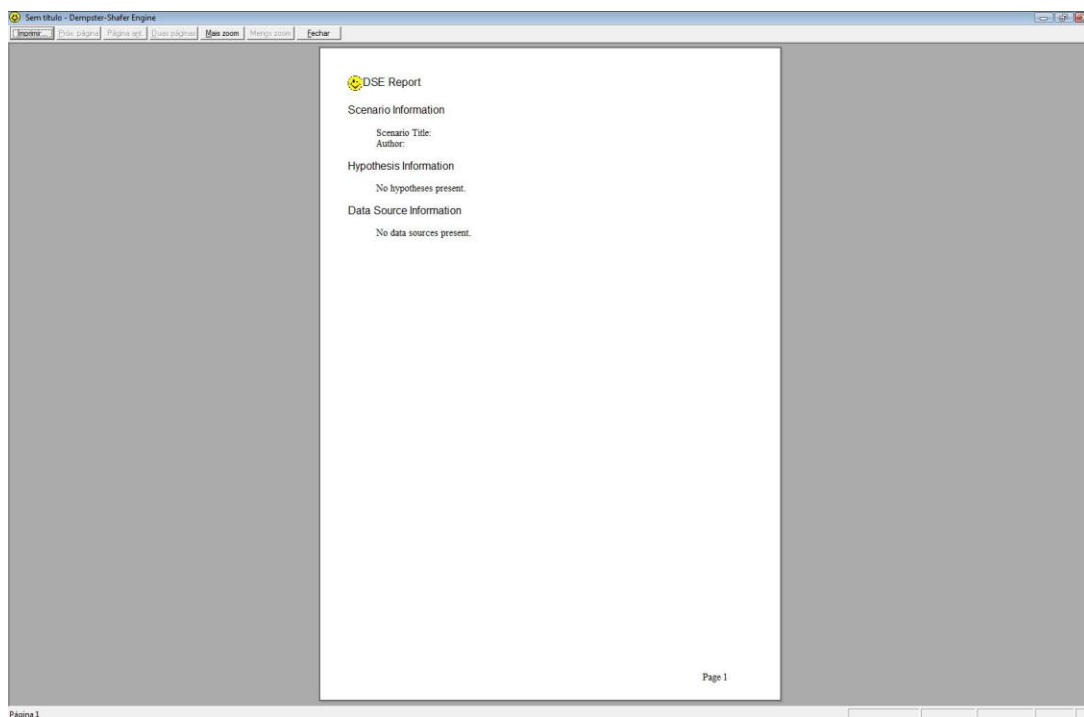 Sem título - Dempster-Shafer Engine
Imprimir... Próx. página Página ant. Duas páginas Mais zoom Menos zoom Fechar
DSE Report
Scenario Information
Scenario Title:
Author:
Hypothesis Information
No hypotheses present.
Data Source Information
No data sources present.
Page 1
Página 1